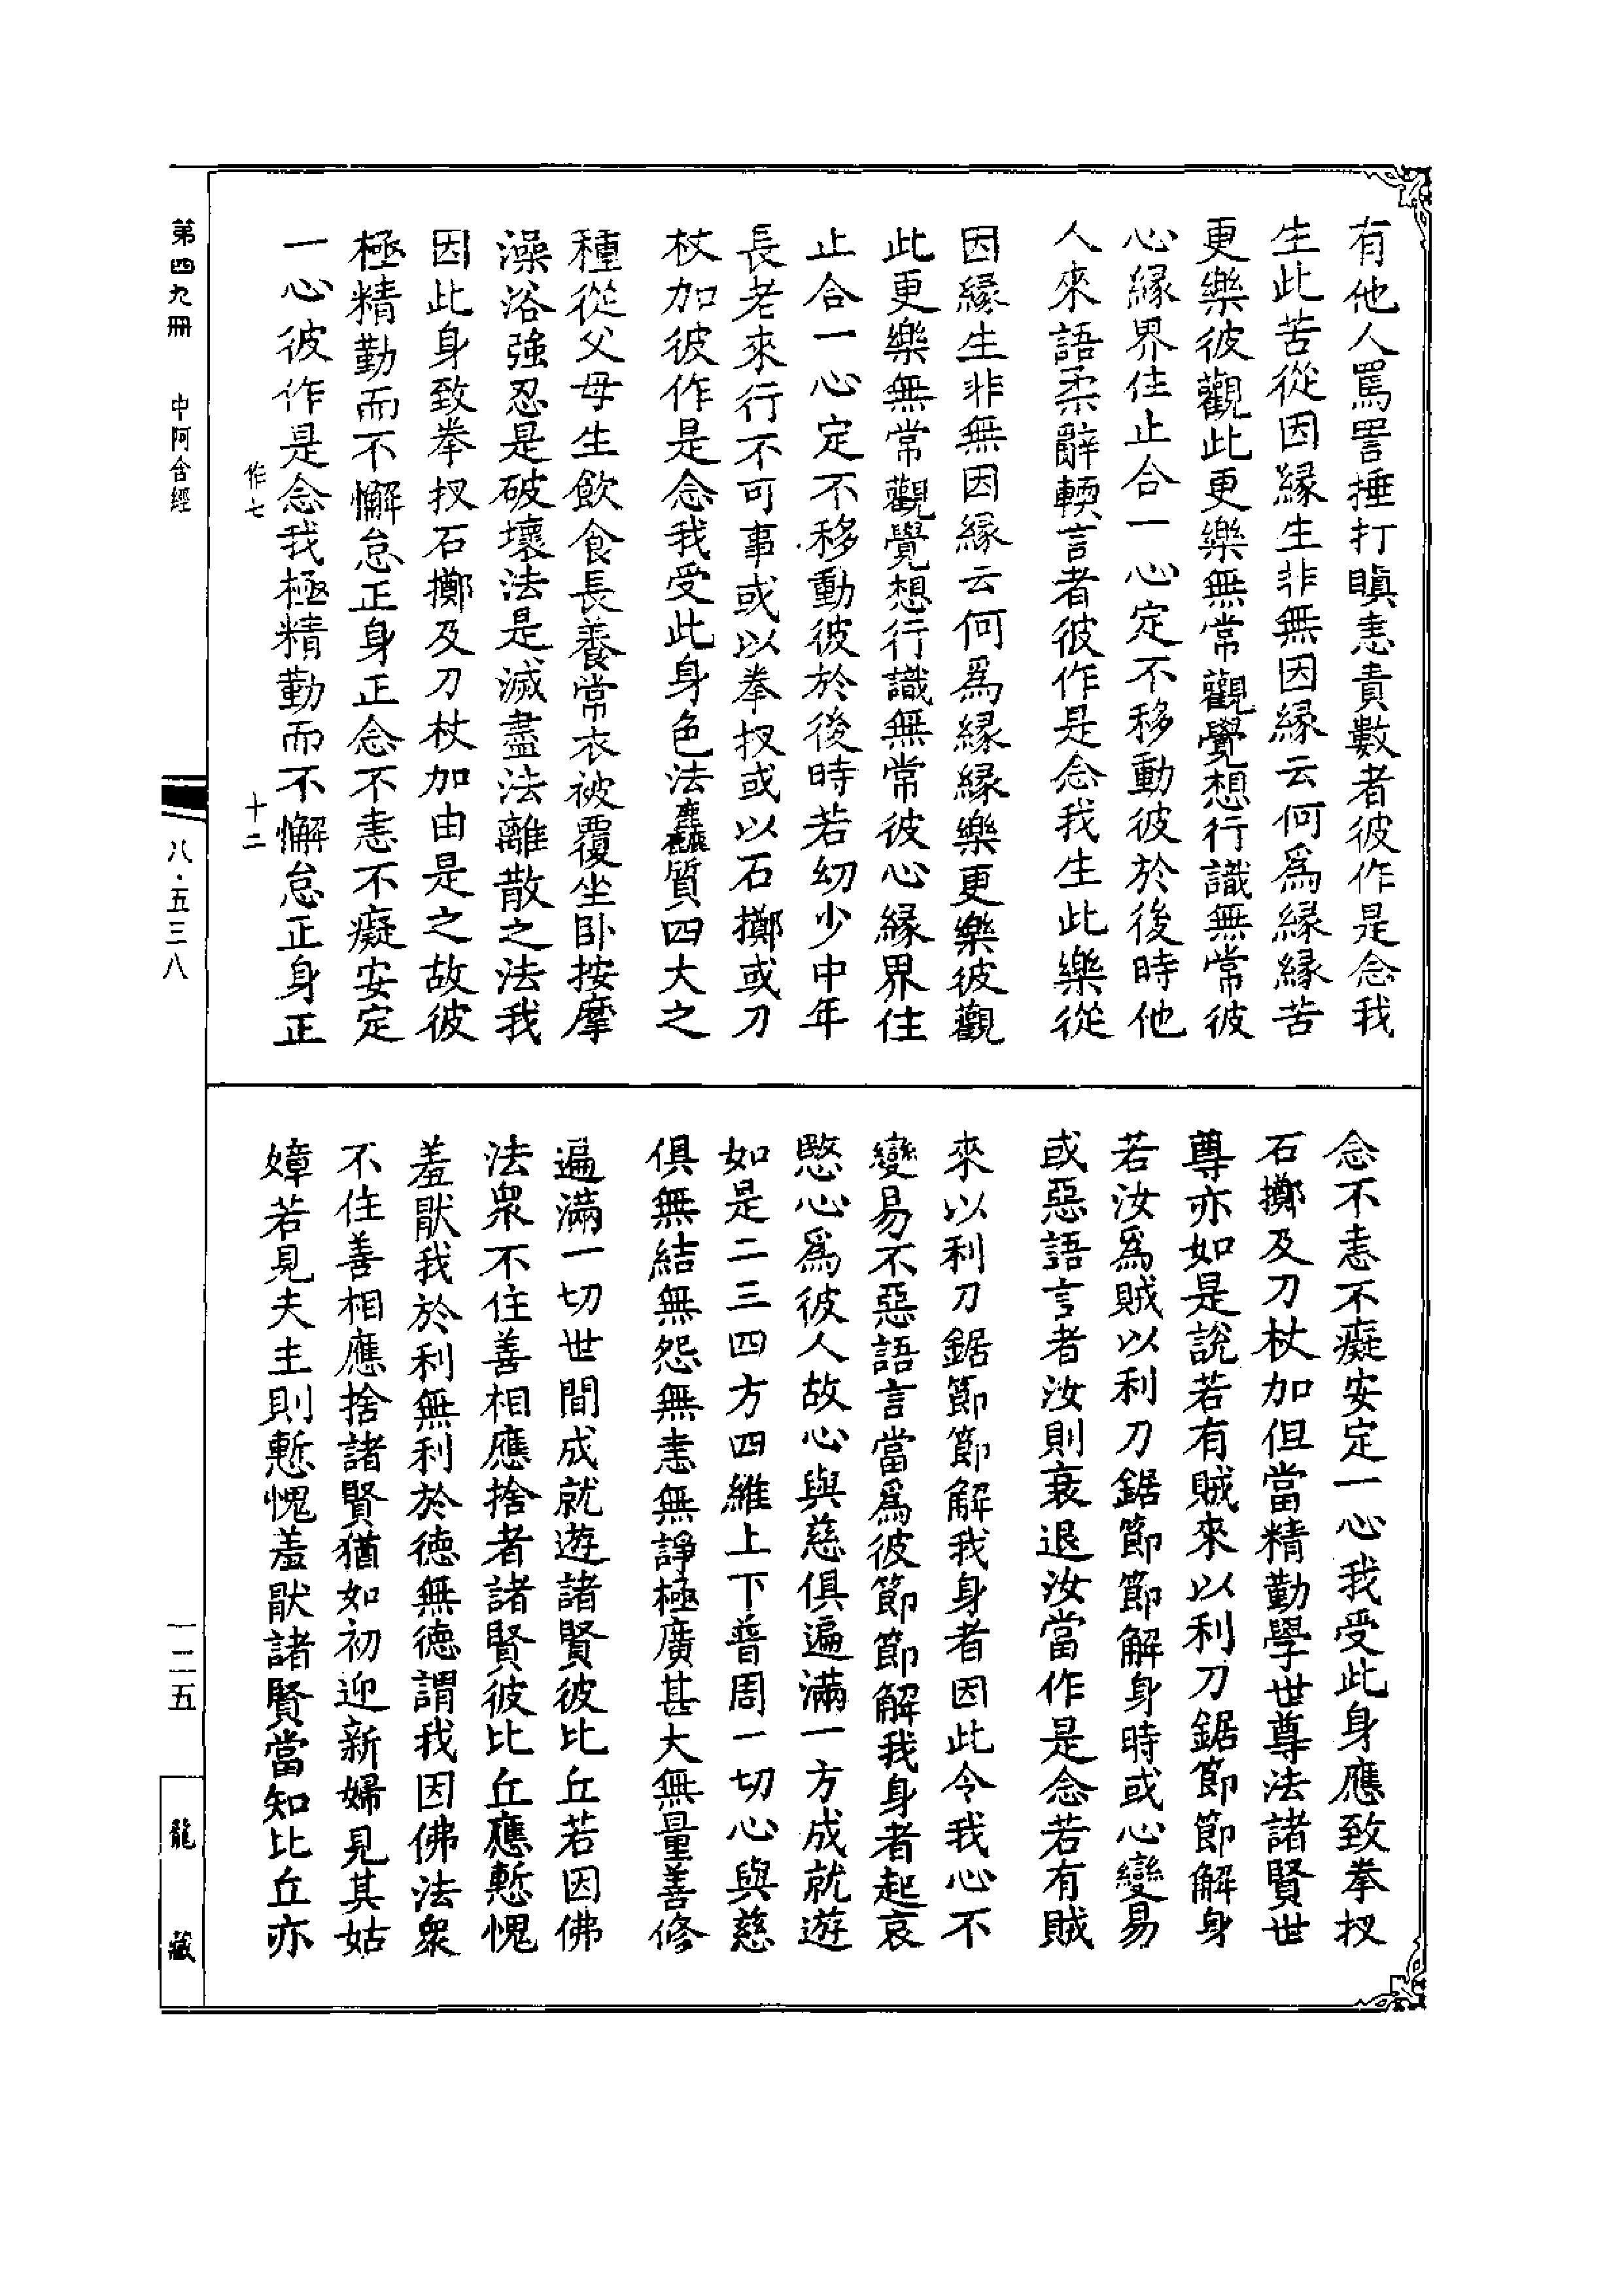 有他人罵詈捶打瞋恚責數者彼作是念我
生此苦從因緣生非無因緣云何爲緣緣苦
更樂彼觀此更樂無常觀覺想行識無常彼
心緣界住止合一心定不移動彼於後時他
人來語柔辭輭言者彼作是念我生此樂從
因緣生非無因緣云何爲緣緣樂更樂彼觀
此更樂無常觀覺想行識無常彼心緣界住
止合一心定不移動彼於後時若幼少中年
長老來行不可事或以拳扠或以石擲或刀
杖加彼作是念我受此身色法麤質四大之
種從父母生飲食長養常衣被覆坐臥按摩
澡浴強忍是破壞法是滅盡法離散之法我
因此身致拳扠石擲及刀杖加由是之故彼
極精勤而不懈怠正身正念不恚不癡安定
一心彼作是念我極精勤而不懈怠正身正
作七 十二
念不恚不癡安定一心我受此身應致拳扠
石擲及刀杖加但當精勤學世尊法諸賢世
尊亦如是說若有賊來以利刀鋸節節解身
若汝爲賊以利刀鋸節節解身時或心變易
或惡語言者汝則衰退汝當作是念若有賊
來以利刀鋸節節解我身者因此令我心不
變易不惡語言當爲彼節節解我身者起哀
愍心爲彼人故心與慈俱遍滿一方成就遊
如是二三四方四維上下普周一切心與慈
俱無結無怨無恚無諍極廣甚大無量善修
遍滿一切世間成就遊諸賢彼比丘若因佛
法衆不住善相應捨者諸賢彼比丘應慙愧
羞厭我於利無利於德無德謂我因佛法衆
不住善相應捨諸賢猶如初迎新婦見其姑
嫜若見夫主則慙愧羞厭諸賢當知比丘亦
第四九冊 中阿含經 八·五三八 一二五 龍藏